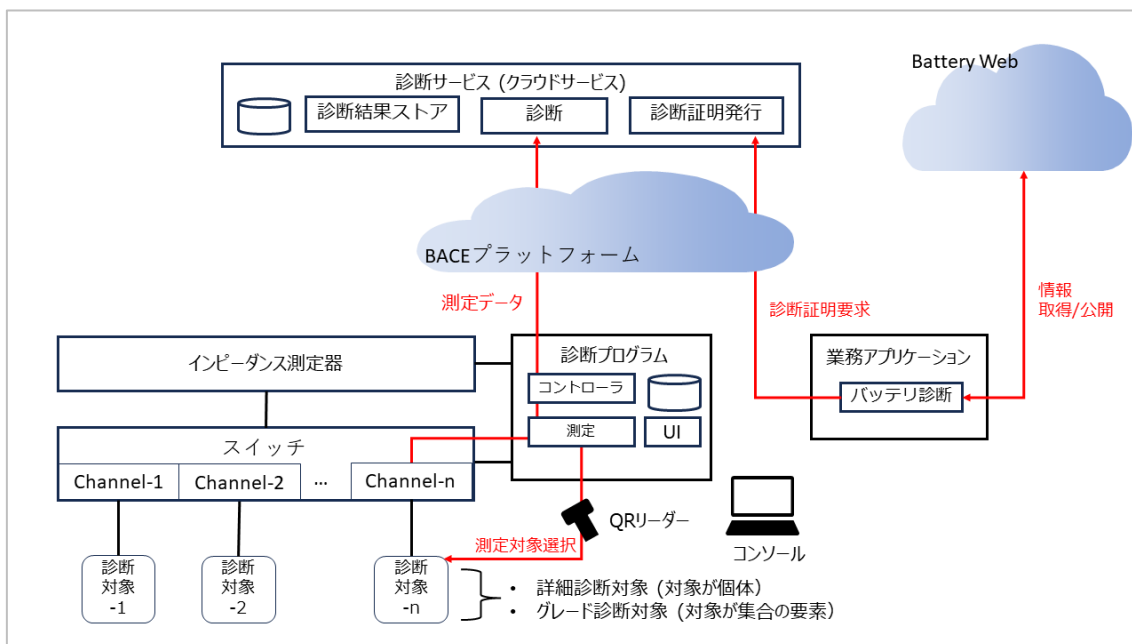 Battery Web
診断サービス (クラウドサービス)
診断結果ストア
診断
診断証明発行
BACEプラットフォーム
測定データ
診断証明要求
情報
取得/公開
インピーダンス測定器
診断プログラム
コントローラ
測定
UI
業務アプリケーション
バッテリ診断
スイッチ
Channel-1
Channel-2
...
Channel-n
QRリーダー
測定対象選択
コンソール
診断
対象
-1
診断
対象
-2
診断
対象
-n
• 詳細診断対象 (対象が個体)
• グレード診断対象 (対象が集合の要素)